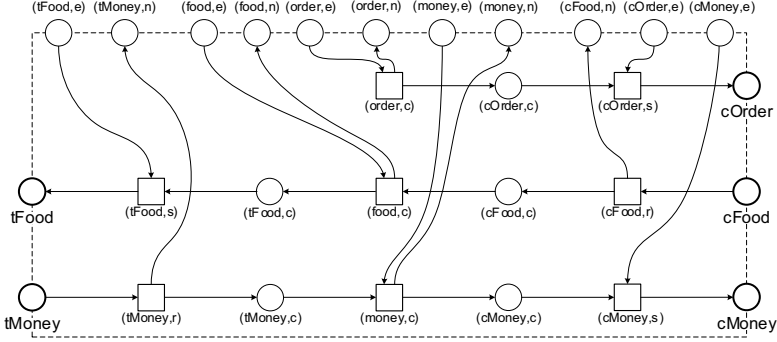 (tFood,e) (tMoney,n) (food,e) (food,n) (order,e) (order,n) (money,e) (money,n) (cFood,n) (cOrder,e) (cMoney,e)
(order,c) (cOrder,c) (cOrder,s) cOrder
tFood (tFood,s) (tFood,c) (food,c) (cFood,c) (cFood,r) cFood
tMoney (tMoney,r) (tMoney,c) (money,c) (cMoney,c) (cMoney,s) cMoney